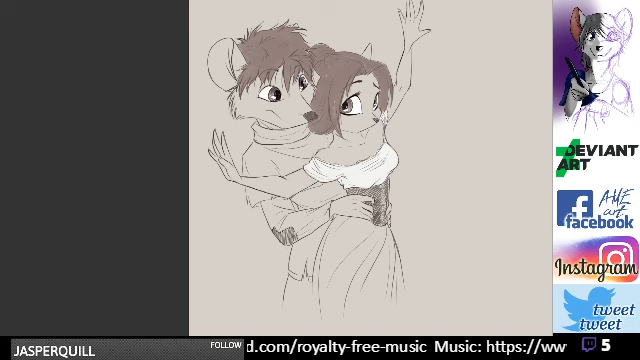 DEVIANT
ART
AHE
art
facebook
Instagram
tweet
tweet
JASPERQUILL
FOLLOW
d.com/royalty-free-music Music: https://ww
5